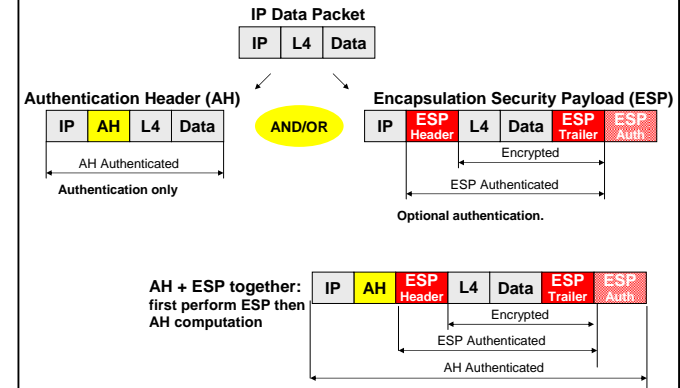 IP Data Packet
IP L4 Data
Authentication Header (AH)
Encapsulation Security Payload (ESP)
IP AH L4 Data
AND/OR
IP ESP Header L4 Data ESP Trailer ESP Auth
AH Authenticated
Encrypted
ESP Authenticated
Authentication only
Optional authentication.
AH + ESP together:
first perform ESP then
AH computation
IP AH ESP Header L4 Data ESP Trailer ESP Auth
Encrypted
ESP Authenticated
AH Authenticated